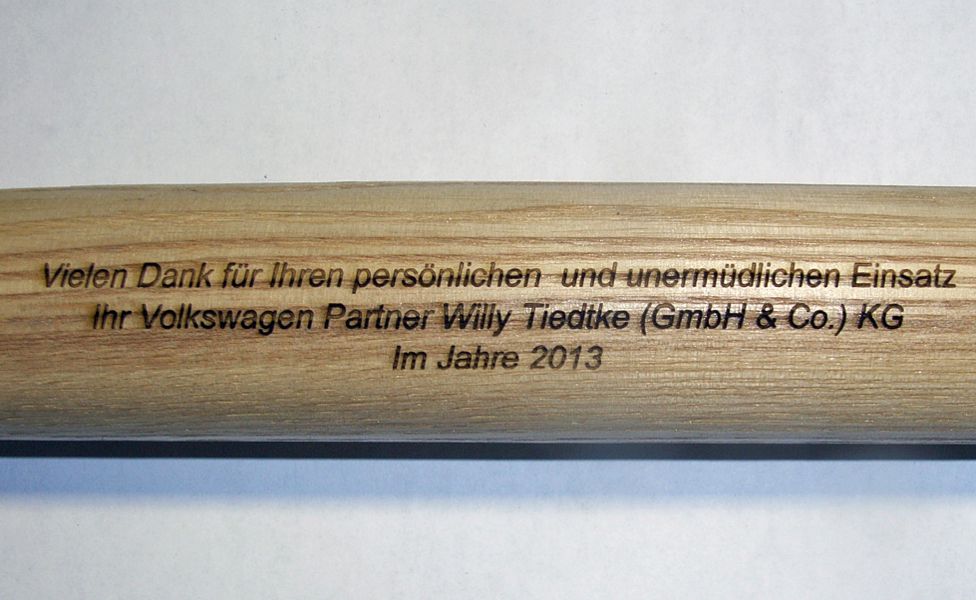 Vielen Dank für Ihren persönlichen und unermüdlichen Einsatz
Ihr Volkswagen Partner Willy Tiedtke (GmbH & Co.) KG
Im Jahre 2013